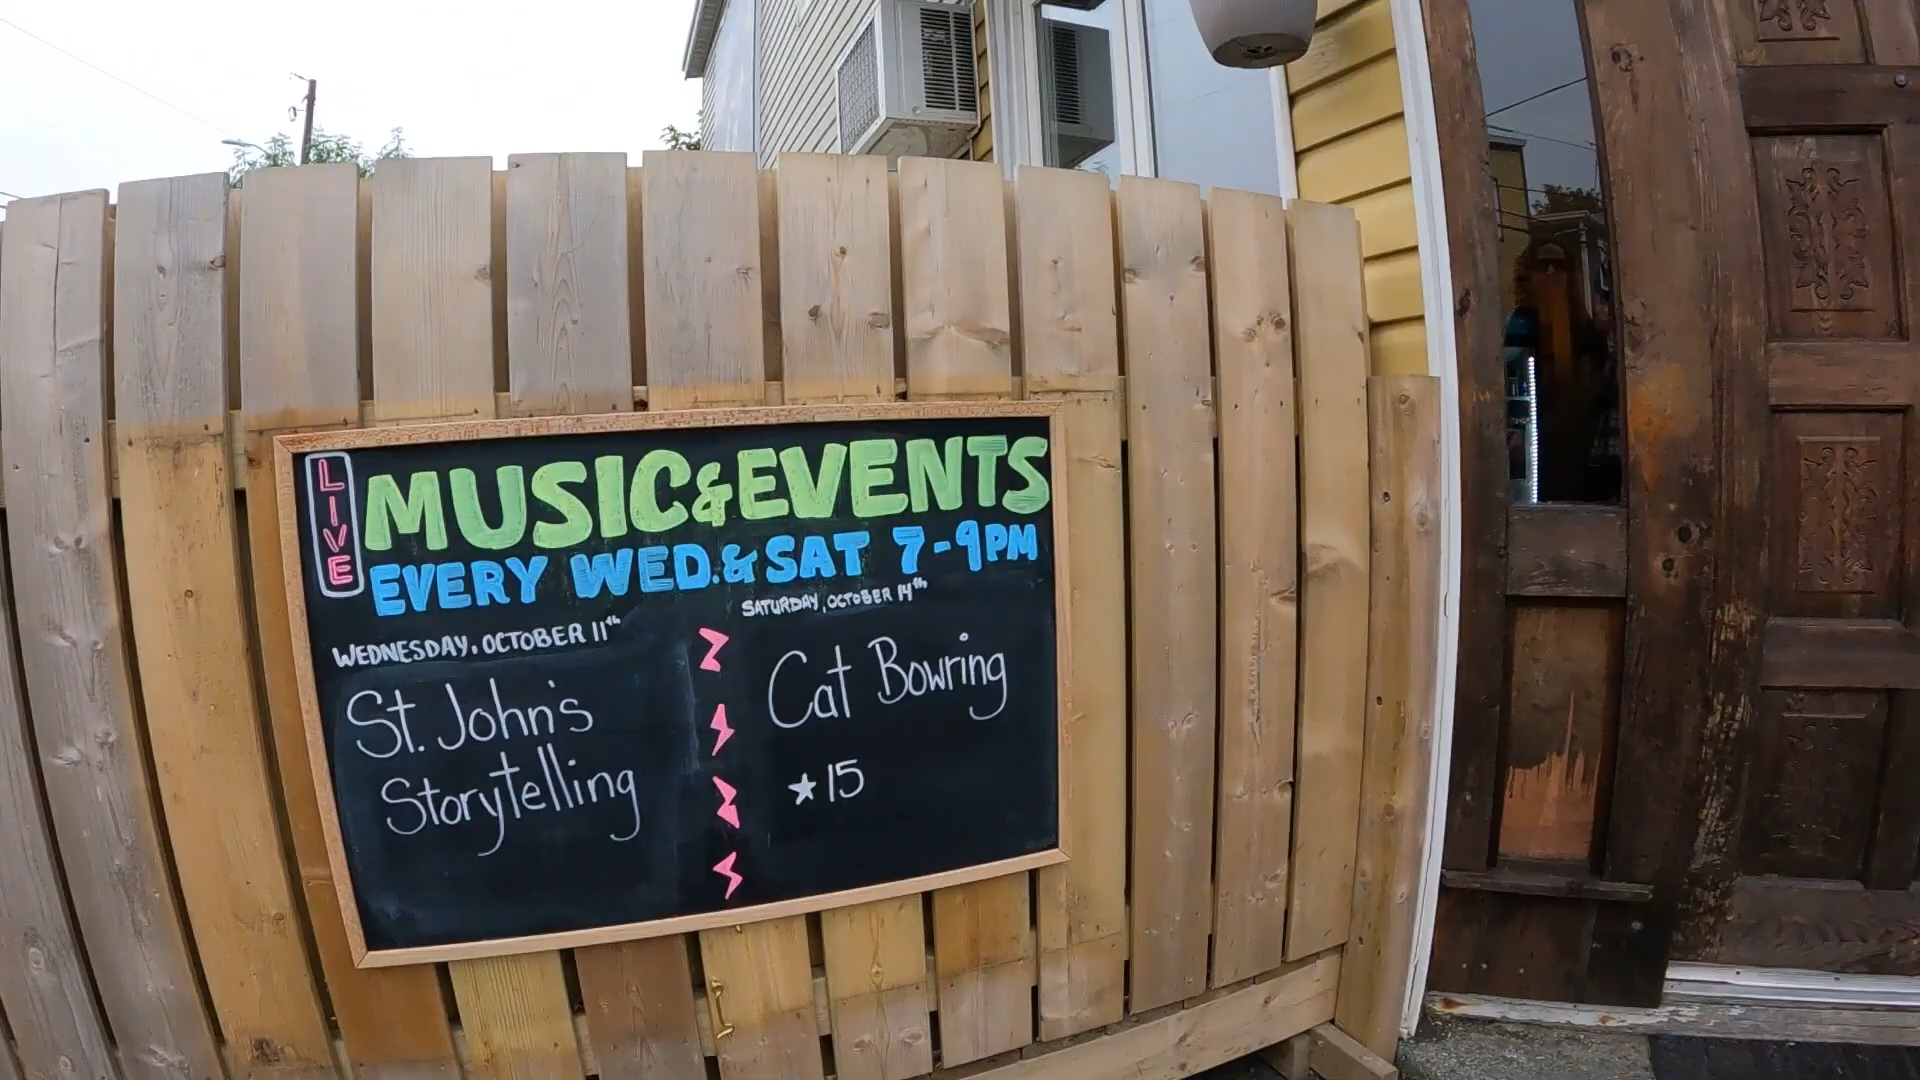 LIVE
MUSIC & EVENTS
EVERY WED. & SAT 7-9PM
WEDNESDAY, OCTOBER 11th
St. John's
Storytelling
SATURDAY, OCTOBER 14th
Cat Bowring
★15